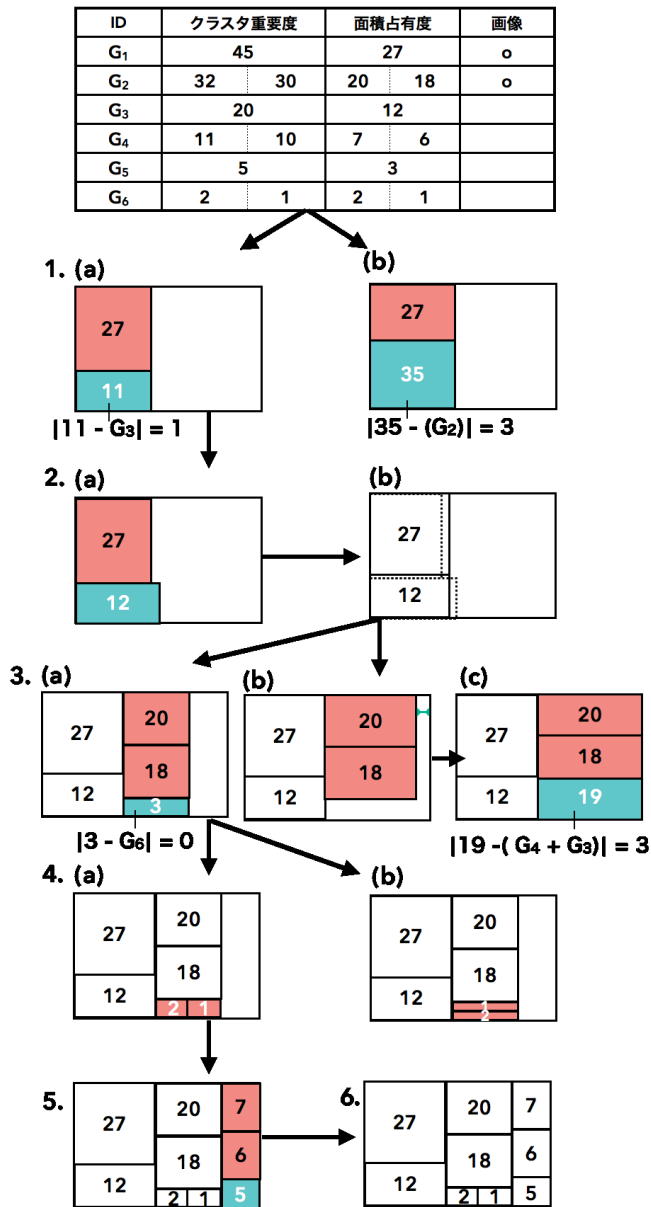 ID クラスタ重要度 面積占有度 画像
G1 45 27 o
G2 32 30 20 18 o
G3 20 12
G4 11 10 7 6
G5 5 3
G6 2 1 2 1
1. (a) (b)
27 27
11 35
|11 - G3| = 1 |35 - (G2)| = 3
2. (a) (b)
27 27
12 12
3. (a) (b) (c)
27 20 27 20 27 20
18 18 18
12 3 12 12 19
|3 - G6| = 0 |19 -( G4 + G3)| = 3
4. (a) (b)
27 20 27 20
18 18
12 2 1 12 1
2
5. 6.
27 20 7 27 20 7
18 6 18 6
12 2 1 5 12 2 1 5